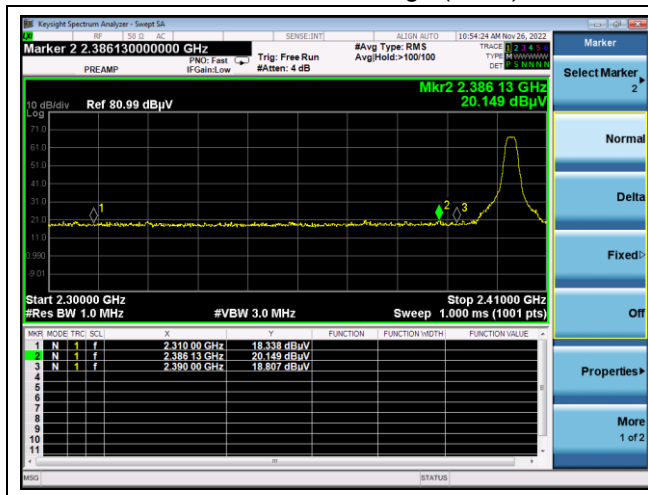 Keysight Spectrum Analyzer - Swept SA
RF 50 Ω AC SENSE:INT ALIGN AUTO 10:54:24 AM Nov 26, 2022
Marker 2 2.386130000000 GHz
PREAMP
PNO: Fast
IFGain:Low
Trig: Free Run
#Atten: 4 dB
#Avg Type: RMS
Avg|Hold:>100/100
TRACE 1 2 3 4 5 6
TYPE M W W W W W
DET P S N N N N
Mkr2 2.386 13 GHz
20.149 dBµV
10 dB/div Ref 80.99 dBµV
Log
71.0
61.0
51.0
41.0
31.0
21.0
11.0
0.990
-9.01
1
2
3
Start 2.30000 GHz Stop 2.41000 GHz
#Res BW 1.0 MHz #VBW 3.0 MHz Sweep 1.000 ms (1001 pts)
MKR MODE TRC SCL X Y FUNCTION FUNCTION WIDTH FUNCTION VALUE
1 N 1 f 2.310 00 GHz 18.338 dBµV
2 N 1 f 2.386 13 GHz 20.149 dBµV
3 N 1 f 2.390 00 GHz 18.807 dBµV
4
5
6
7
8
9
10
11
MSG STATUS
Marker
Select Marker
2
Normal
Delta
Fixed
Off
Properties
More
1 of 2